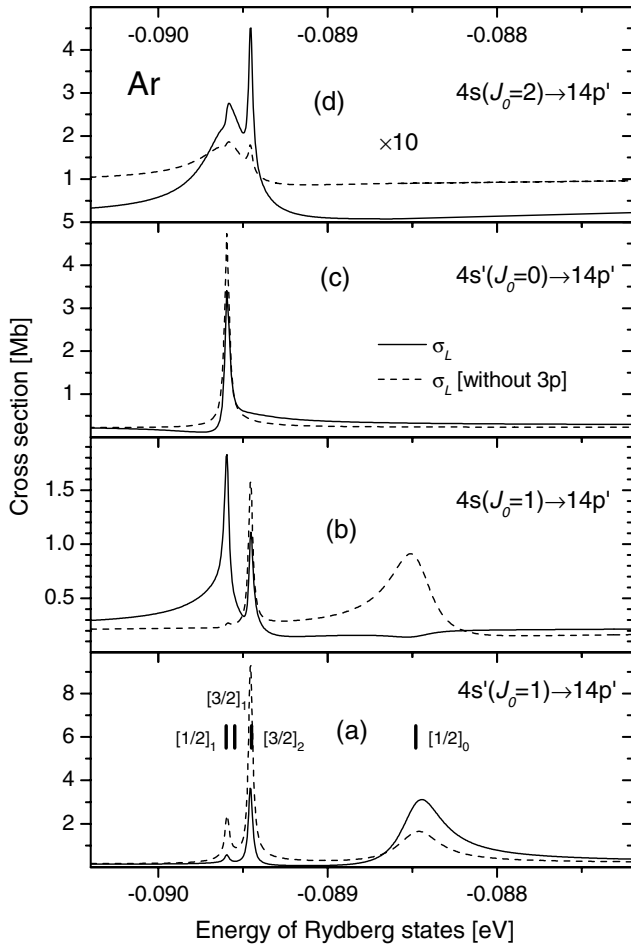 -0.090 -0.089 -0.088
5
4
3
2
1
5
Ar
(d)
4s(J0=2)→14p'
×10
4
3
2
1
(c)
4s'(J0=0)→14p'
σL
σL [without 3p]
1.5
1.0
0.5
(b)
4s(J0=1)→14p'
8
6
4
2
(a)
4s'(J0=1)→14p'
[3/2]1
[1/2]1
[3/2]2
[1/2]0
Cross section [Mb]
-0.090 -0.089 -0.088
Energy of Rydberg states [eV]